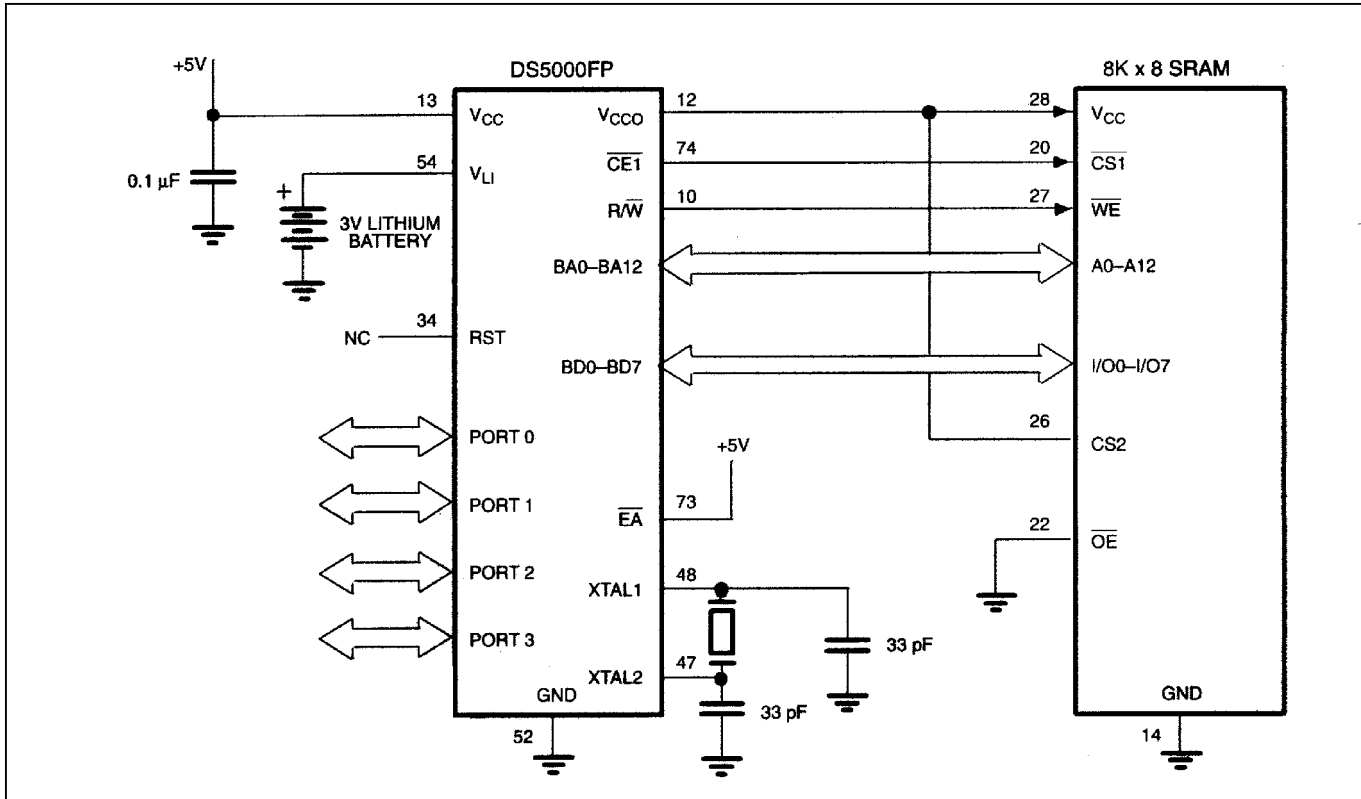 +5V
DS5000FP
8K x 8 SRAM
13
VCC
VCCO
12
28
VCC
CE1
74
20
CS1
54
VLI
0.1 µF
+
3V LITHIUM
BATTERY
R/W
10
27
WE
BA0–BA12
A0–A12
NC
34
RST
BD0–BD7
I/O0–I/O7
PORT 0
26
CS2
+5V
PORT 1
EA
73
22
OE
PORT 2
XTAL1
48
PORT 3
33 pF
XTAL2
47
GND
33 pF
GND
52
14